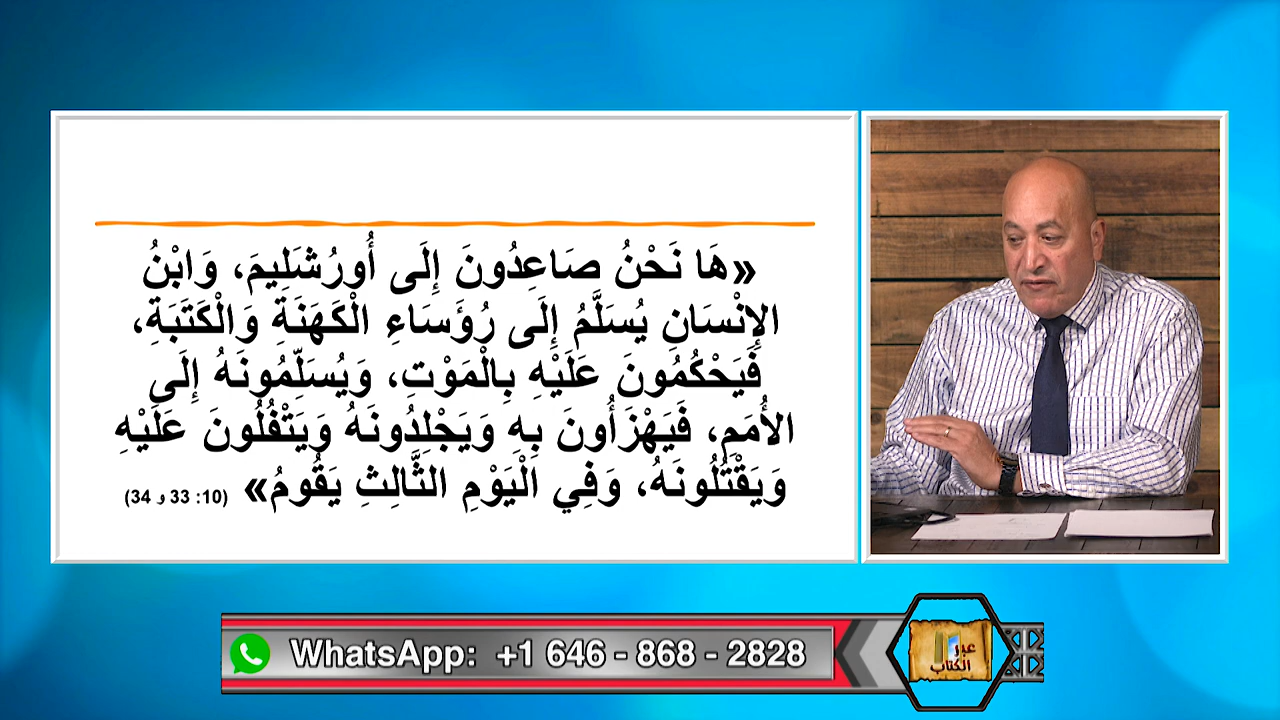 «هَا نَحْنُ صَاعِدُونَ إِلَى أُورُشَلِيمَ، وَابْنُ
الإِنْسَانِ يُسَلَّمُ إِلَى رُؤَسَاءِ الْكَهَنَةِ وَالْكَتَبَةِ،
فَيَحْكُمُونَ عَلَيْهِ بِالْمَوْتِ، وَيُسَلِّمُونَهُ إِلَى
الأُمَمِ، فَيَهْزَأُونَ بِهِ وَيَجْلِدُونَهُ وَيَتْفُلُونَ عَلَيْهِ
وَيَقْتُلُونَهُ، وَفِي الْيَوْمِ الثَّالِثِ يَقُومُ» (10: 33 و 34)
WhatsApp: +1 646 - 868 - 2828
عبر
الكتاب